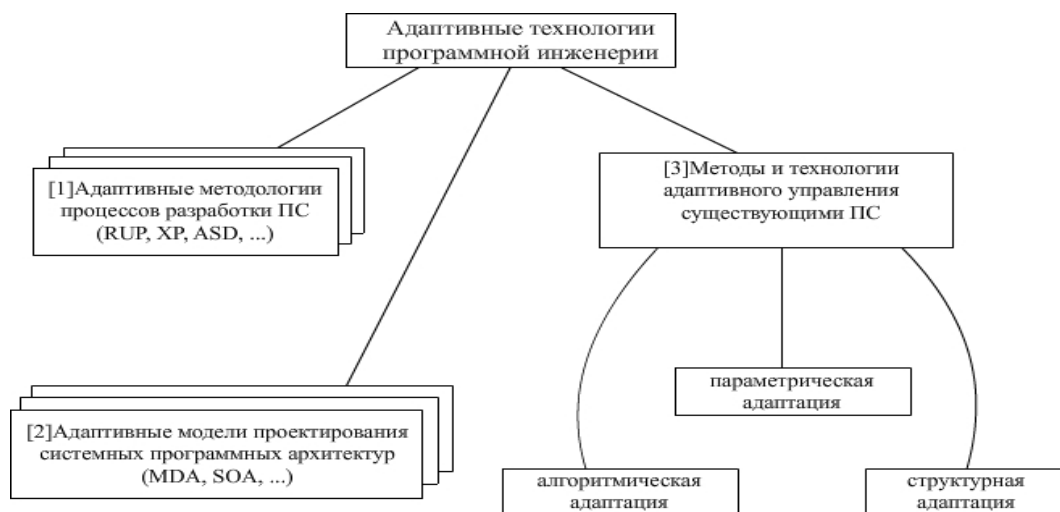 Адаптивные технологии
программной инженерии
[1]Адаптивные методологии
процессов разработки ПС
(RUP, XP, ASD, ...)
[3]Методы и технологии
адаптивного управления
существующими ПС
[2]Адаптивные модели проектирования
системных программных архитектур
(MDA, SOA, ...)
параметрическая
адаптация
алгоритмическая
адаптация
структурная
адаптация